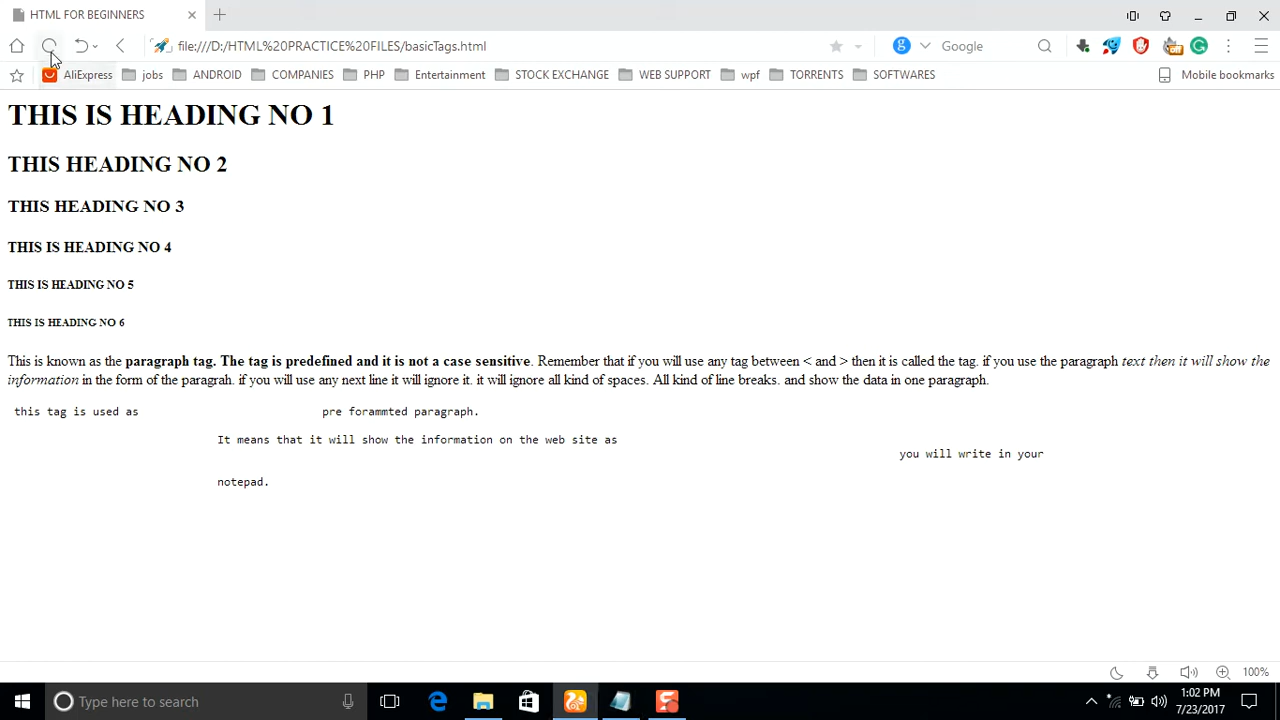 HTML FOR BEGINNERS
file:///D:/HTML%20PRACTICE%20FILES/basicTags.html
Google
AliExpress jobs ANDROID COMPANIES PHP Entertainment STOCK EXCHANGE WEB SUPPORT wpf TORRENTS SOFTWARES Mobile bookmarks
THIS IS HEADING NO 1
THIS HEADING NO 2
THIS HEADING NO 3
THIS IS HEADING NO 4
THIS IS HEADING NO 5
THIS IS HEADING NO 6
This is known as the paragraph tag. The tag is predefined and it is not a case sensitive. Remember that if you will use any tag between < and > then it is called the tag. if you use the paragraph text then it will show the
information in the form of the paragrah. if you will use any next line it will ignore it. it will ignore all kind of spaces. All kind of line breaks. and show the data in one paragraph.
this tag is used as pre forammted paragraph.
It means that it will show the information on the web site as
you will write in your
notepad.
100%
Type here to search
1:02 PM
7/23/2017